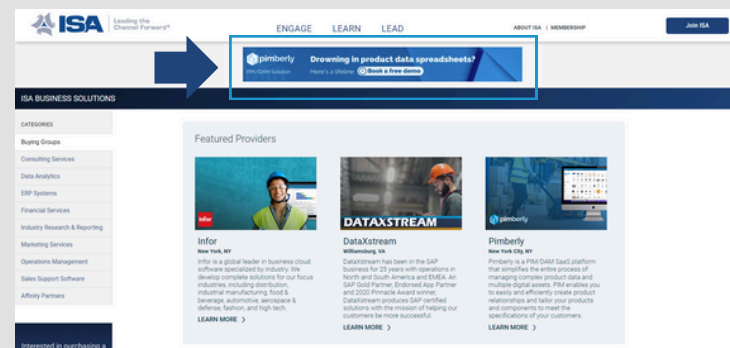 ISA
Leading the
Channel Forward®
ENGAGE LEARN LEAD
ABOUT ISA | MEMBERSHIP
Join ISA
pimberly
PIM/DAM Solution
Drowning in product data spreadsheets?
Here's a lifeline Book a free demo
ISA BUSINESS SOLUTIONS
CATEGORIES
Buying Groups
Consulting Services
Data Analytics
ERP Systems
Financial Services
Industry Research & Reporting
Marketing Services
Operations Management
Sales Support Software
Affinity Partners
Interested in purchasing a
Featured Providers
infor
Infor
New York, NY
Infor is a global leader in business cloud
software specialized by industry. We
develop complete solutions for our focus
industries, including distribution,
industrial manufacturing, food &
beverage, automotive, aerospace &
defense, fashion, and high tech.
LEARN MORE >
DATAXSTREAM
DataXstream
Williamsburg, VA
DataXstream has been in the SAP
business for 25 years with operations in
North and South America and EMEA. An
SAP Gold Partner, Endorsed App Partner
and 2020 Pinnacle Award winner,
DataXstream produces SAP certified
solutions with the mission of helping our
customers be more successful.
LEARN MORE >
pimberly
Pimberly
New York City, NY
Pimberly is a PIM/DAM SaaS platform
that simplifies the entire process of
managing complex product data and
multiple digital assets. PIM enables you
to easily and efficiently create product
relationships and tailor your products
and components to meet the
specifications of your customers.
LEARN MORE >